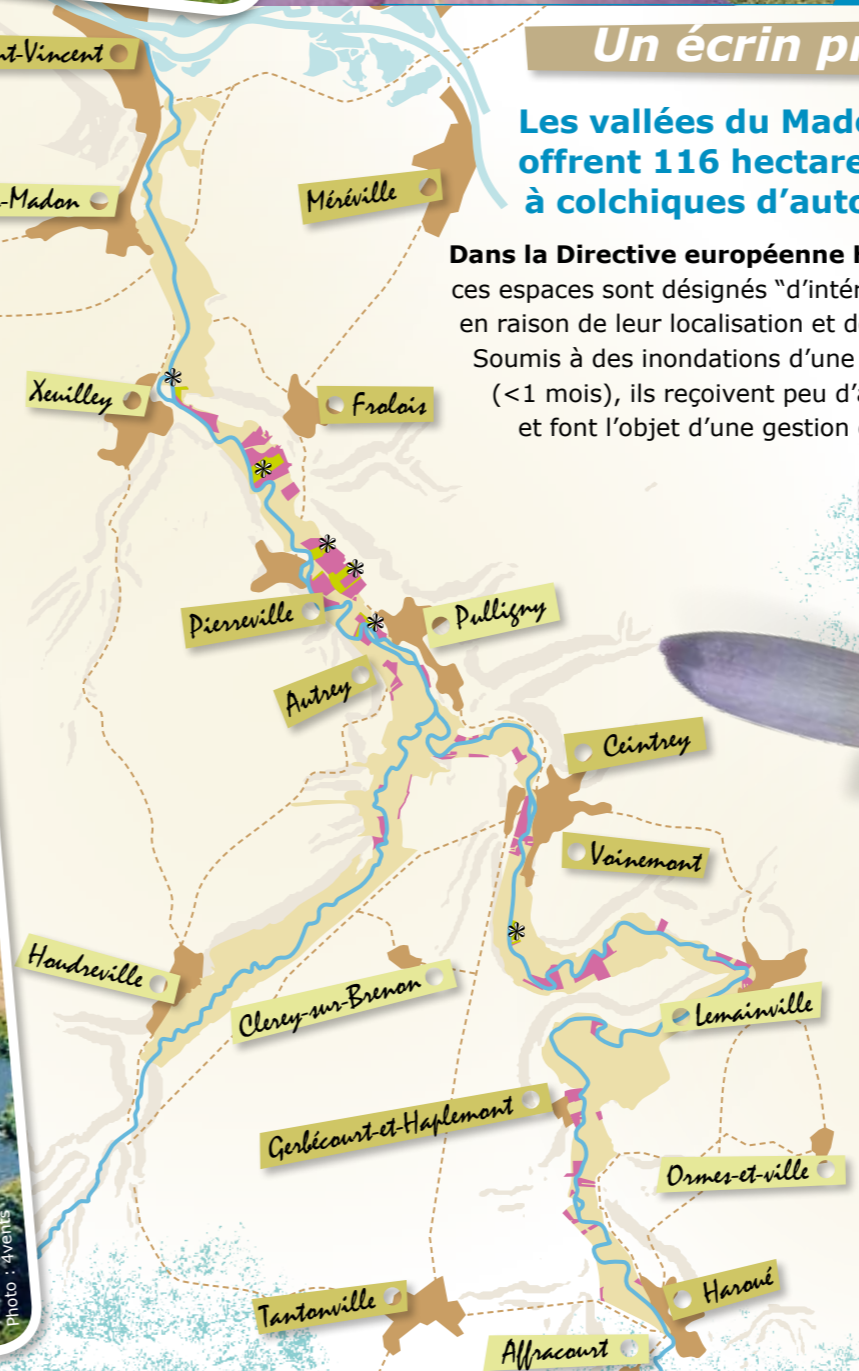 Un écrin pr
Les vallées du Mado
offrent 116 hectare
à colchiques d’auto
Dans la Directive européenne H
ces espaces sont désignés “d’intér
en raison de leur localisation et de
Soumis à des inondations d’une
(<1 mois), ils reçoivent peu d’a
et font l’objet d’une gestion
nt-Vincent
-Madon
Méréville
Xeuilley
Frolois
Pierreville
Pulligny
Autrey
Ceintrey
Voinemont
Houdreville
Clerey-sur-Brenon
Lemainville
Gerbécourt-et-Haplemont
Ormes-et-ville
Tantonville
Haroué
Affracourt
Photo : 4vents